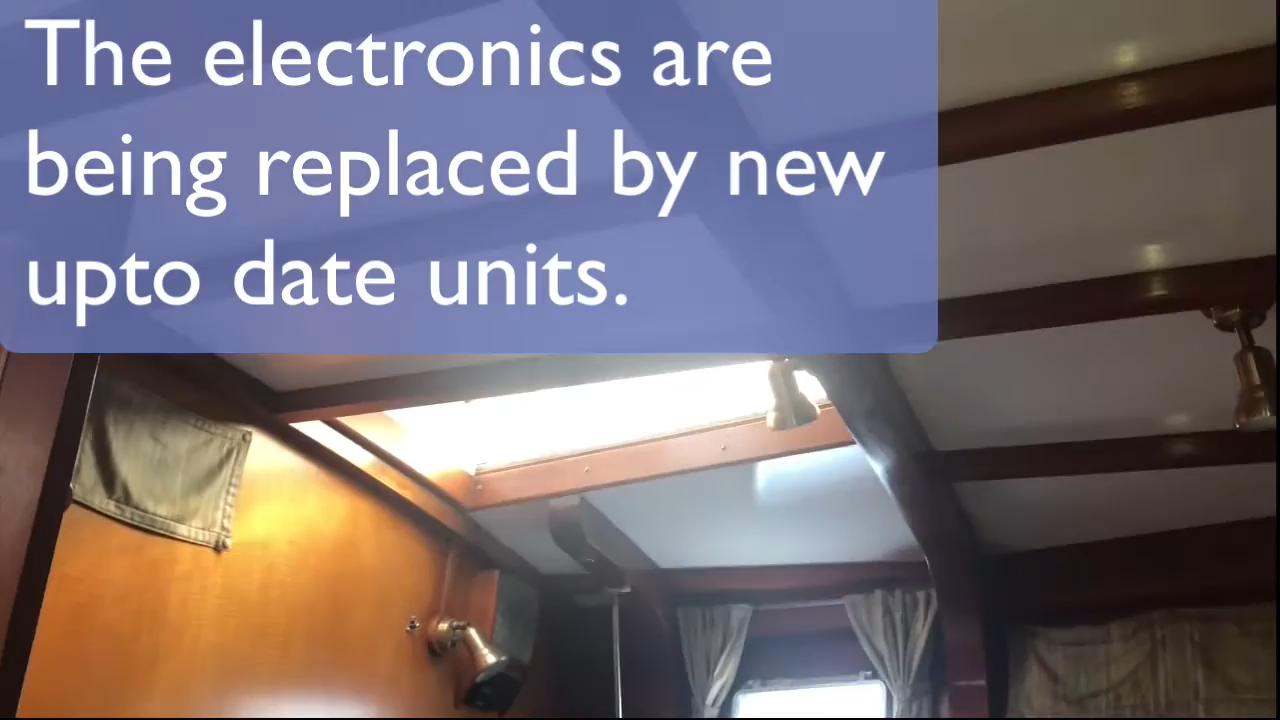 The electronics are
being replaced by new
upto date units.